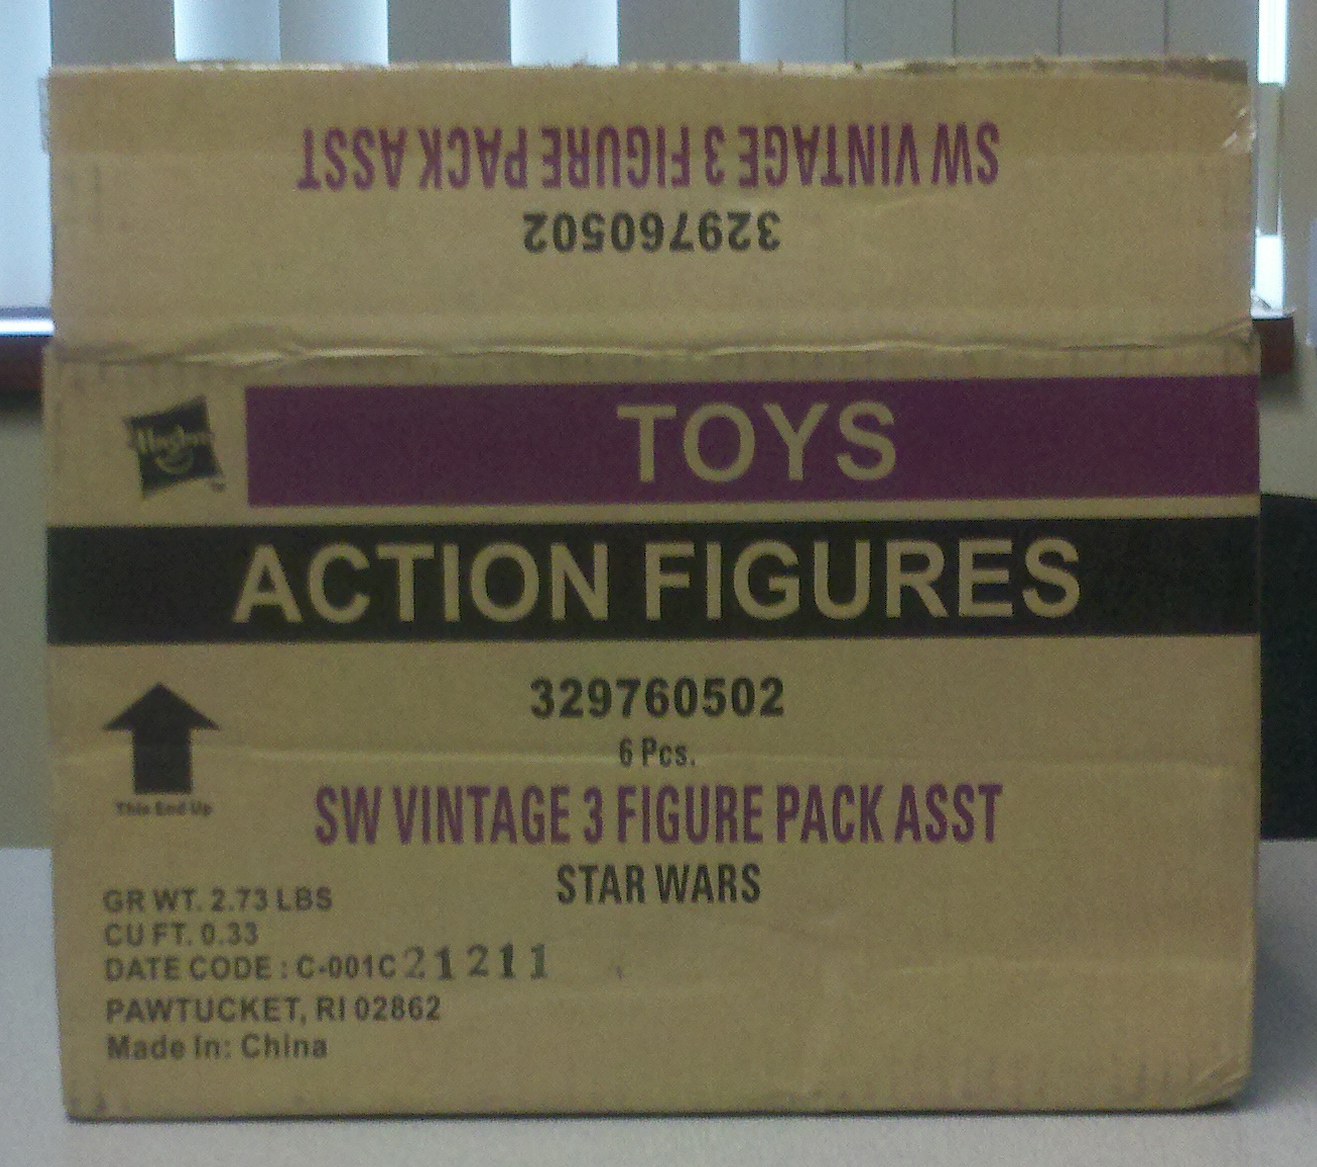 SW VINTAGE 3 FIGURE PACK ASST
329760502
Hasbro
TM
TOYS
ACTION FIGURES
329760502
6 Pcs.
This End Up
SW VINTAGE 3 FIGURE PACK ASST
STAR WARS
GR WT. 2.73 LBS
CU FT. 0.33
DATE CODE : C-001C 21211
PAWTUCKET, RI 02862
Made In: China